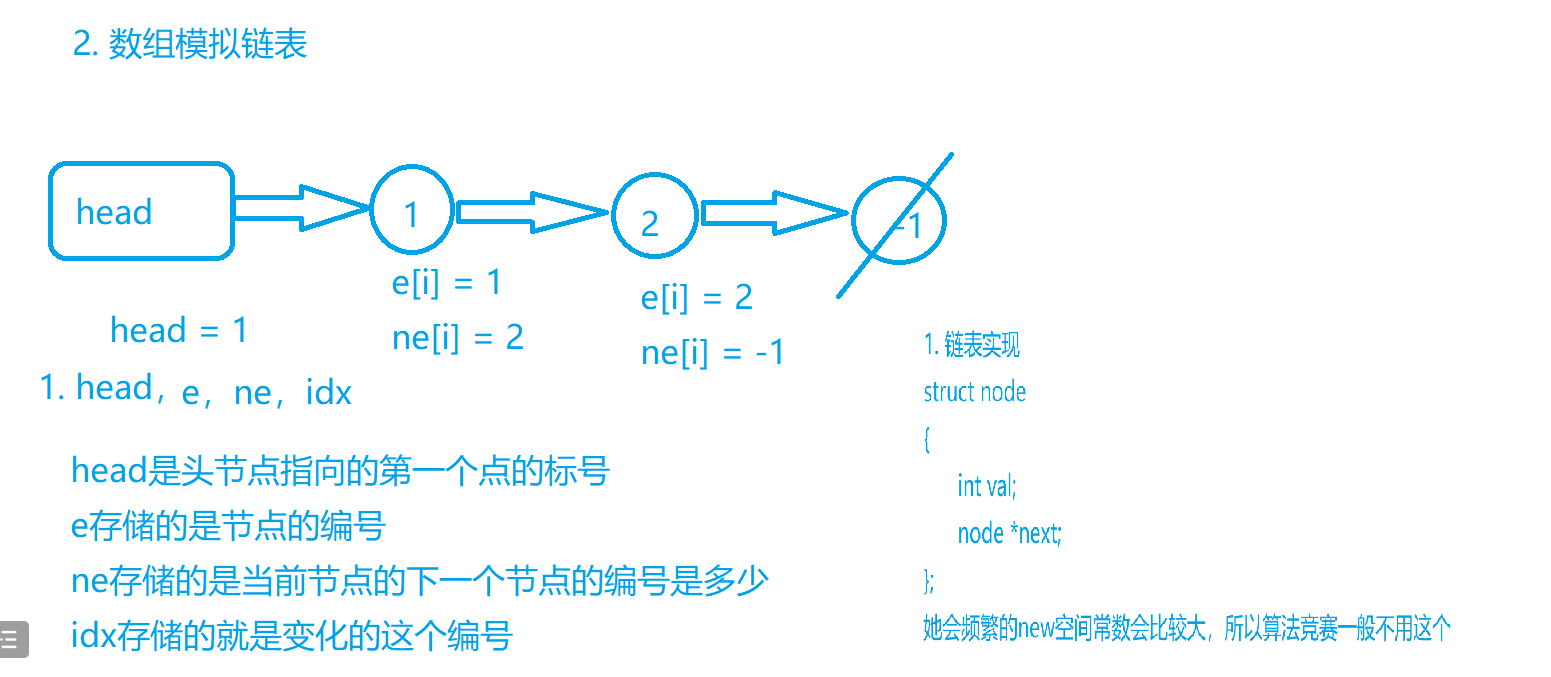 2. 数组模拟链表
head
1
2
-1
e[i] = 1
ne[i] = 2
e[i] = 2
ne[i] = -1
head = 1
1. head，e，ne，idx
head是头节点指向的第一个点的标号
e存储的是节点的编号
ne存储的是当前节点的下一个节点的编号是多少
idx存储的就是变化的这个编号
1. 链表实现
struct node
{
int val;
node *next;
};
她会频繁的new空间常数会比较大，所以算法竞赛一般不用这个